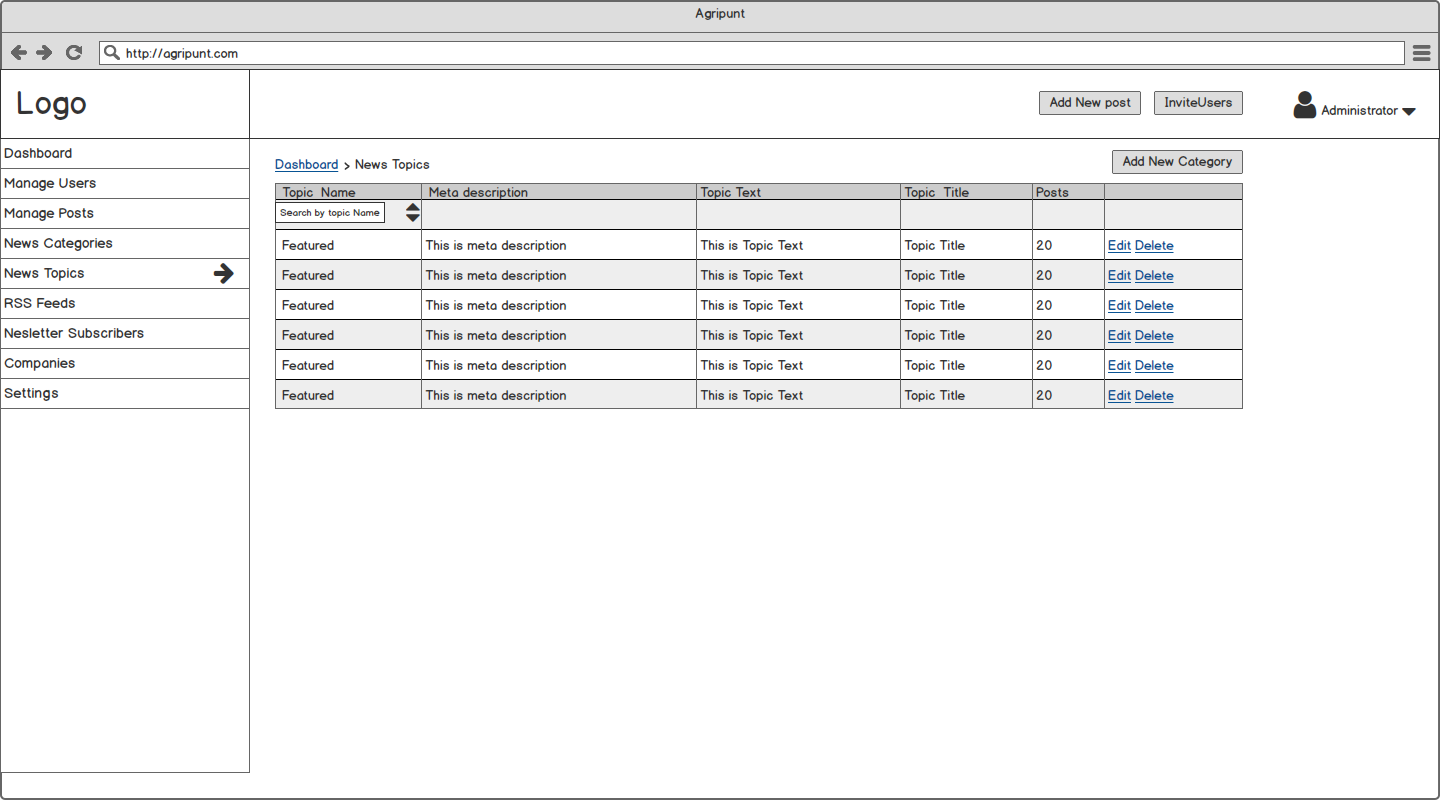 Agripunt
http://agripunt.com
Logo
Add New post
InviteUsers
Administrator
Dashboard
Manage Users
Manage Posts
News Categories
News Topics
RSS Feeds
Nesletter Subscribers
Companies
Settings
Dashboard > News Topics
Add New Category
Topic Name Meta description Topic Text Topic Title Posts
Search by topic Name
Featured This is meta description This is Topic Text Topic Title 20 Edit Delete
Featured This is meta description This is Topic Text Topic Title 20 Edit Delete
Featured This is meta description This is Topic Text Topic Title 20 Edit Delete
Featured This is meta description This is Topic Text Topic Title 20 Edit Delete
Featured This is meta description This is Topic Text Topic Title 20 Edit Delete
Featured This is meta description This is Topic Text Topic Title 20 Edit Delete